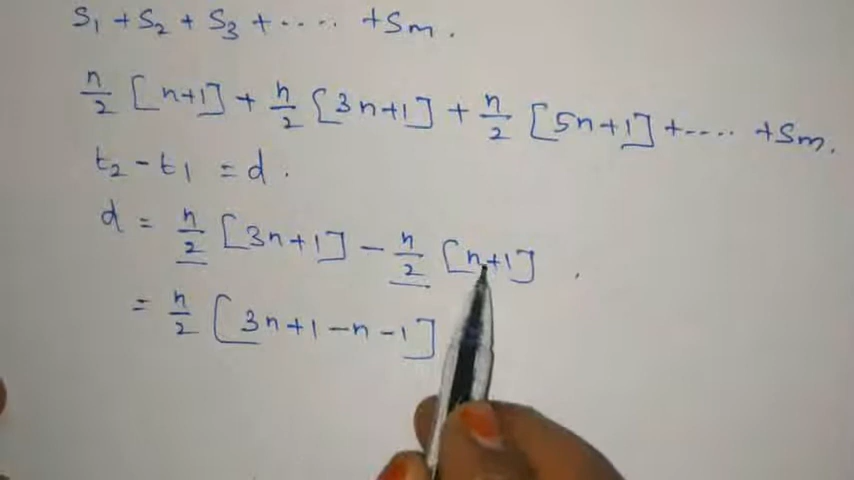 S₁ + S₂ + S₃ + ..... + Sm.
n/2 [n+1] + n/2 [3n+1] + n/2 [5n+1] + .... + Sm.
t₂ - t₁ = d.
d = n/2 [3n+1] - n/2 [n+1] .
= n/2 [3n+1-n-1]